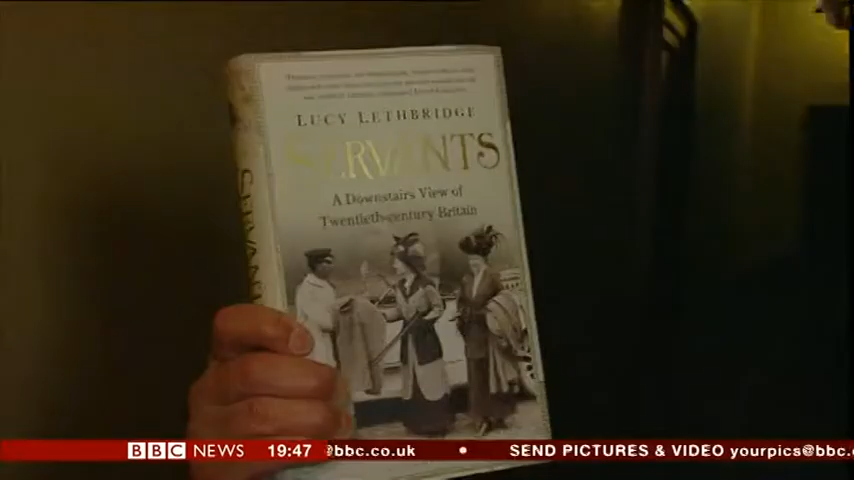 LUCY LETHBRIDGE
SERVANTS
A Downstairs View of
Twentieth-century Britain
SERVAN
BBC NEWS 19:47 @bbc.co.uk • SEND PICTURES & VIDEO yourpics@bbc.c